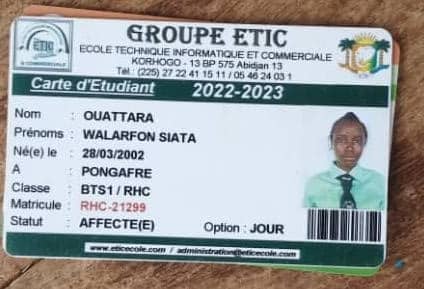 GROUPE ETIC
ECOLE TECHNIQUE INFORMATIQUE ET COMMERCIALE
KORHOGO - 13 BP 575 Abidjan 13
Tél : (225) 27 22 41 15 11 / 05 46 24 03 1
ETIC
& COMMERCIALE
Carte d'Etudiant 2022-2023
Nom : OUATTARA
Prénoms : WALARFON SIATA
Né(e) le : 28/03/2002
A : PONGAFRE
Classe : BTS1 / RHC
Matricule : RHC-21299
Statut : AFFECTE(E) Option : JOUR
www.eticecole.com / administration@eticecole.com